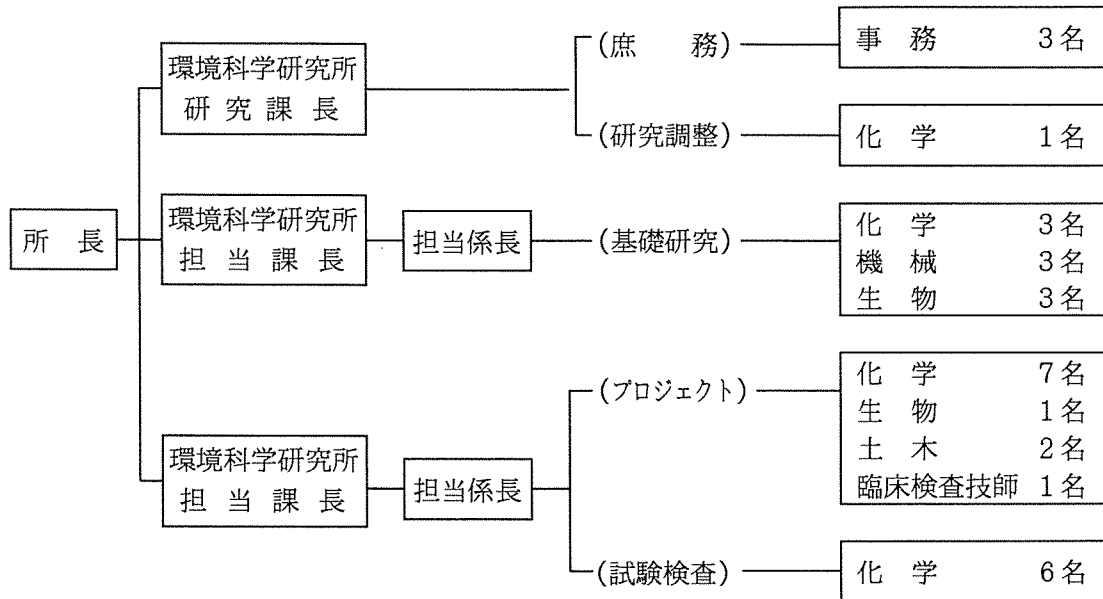 所長
環境科学研究所
研究課長
(庶務)
事務 3名
(研究調整)
化学 1名
環境科学研究所
担当課長
担当係長
(基礎研究)
化学 3名
機械 3名
生物 3名
環境科学研究所
担当課長
担当係長
(プロジェクト)
化学 7名
生物 1名
土木 2名
臨床検査技師 1名
(試験検査)
化学 6名